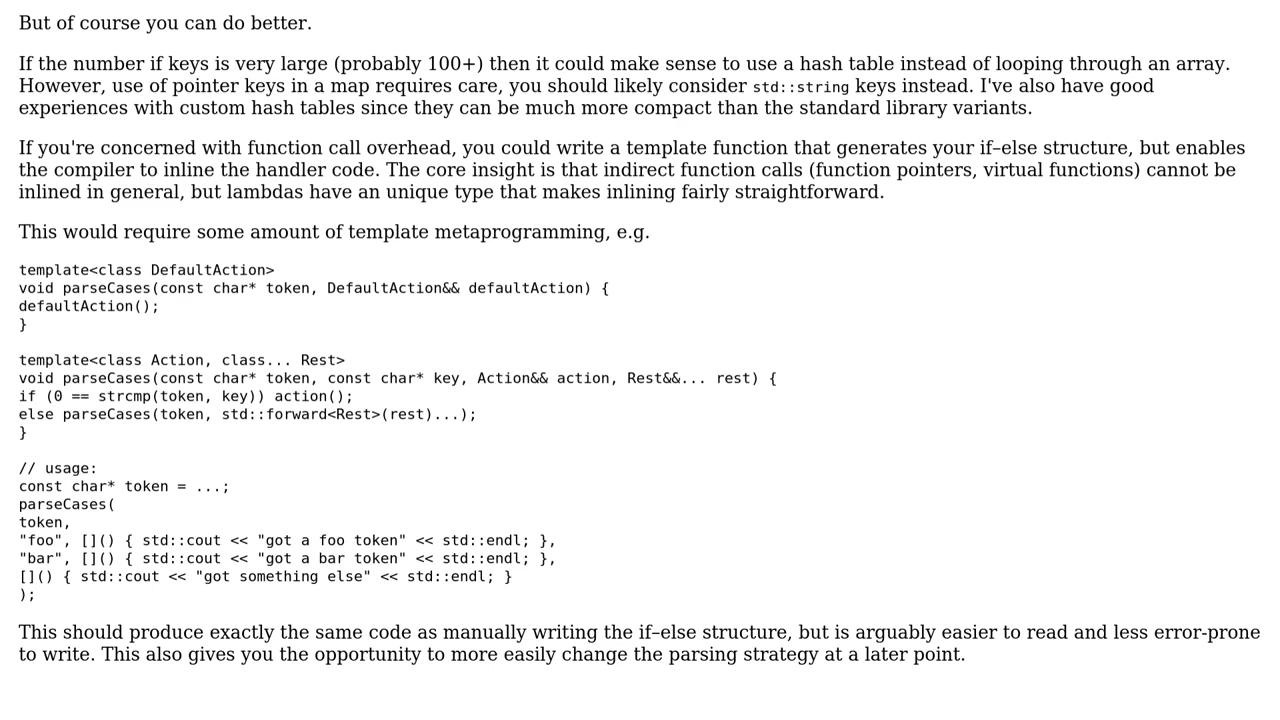 But of course you can do better.
If the number if keys is very large (probably 100+) then it could make sense to use a hash table instead of looping through an array.
However, use of pointer keys in a map requires care, you should likely consider std::string keys instead. I've also have good
experiences with custom hash tables since they can be much more compact than the standard library variants.
If you're concerned with function call overhead, you could write a template function that generates your if–else structure, but enables
the compiler to inline the handler code. The core insight is that indirect function calls (function pointers, virtual functions) cannot be
inlined in general, but lambdas have an unique type that makes inlining fairly straightforward.
This would require some amount of template metaprogramming, e.g.
template<class DefaultAction>
void parseCases(const char* token, DefaultAction&& defaultAction) {
defaultAction();
}
template<class Action, class... Rest>
void parseCases(const char* token, const char* key, Action&& action, Rest&&... rest) {
if (0 == strcmp(token, key)) action();
else parseCases(token, std::forward<Rest>(rest)...);
}
// usage:
const char* token = ...;
parseCases(
token,
"foo", []() { std::cout << "got a foo token" << std::endl; },
"bar", []() { std::cout << "got a bar token" << std::endl; },
[]() { std::cout << "got something else" << std::endl; }
);
This should produce exactly the same code as manually writing the if–else structure, but is arguably easier to read and less error-prone
to write. This also gives you the opportunity to more easily change the parsing strategy at a later point.